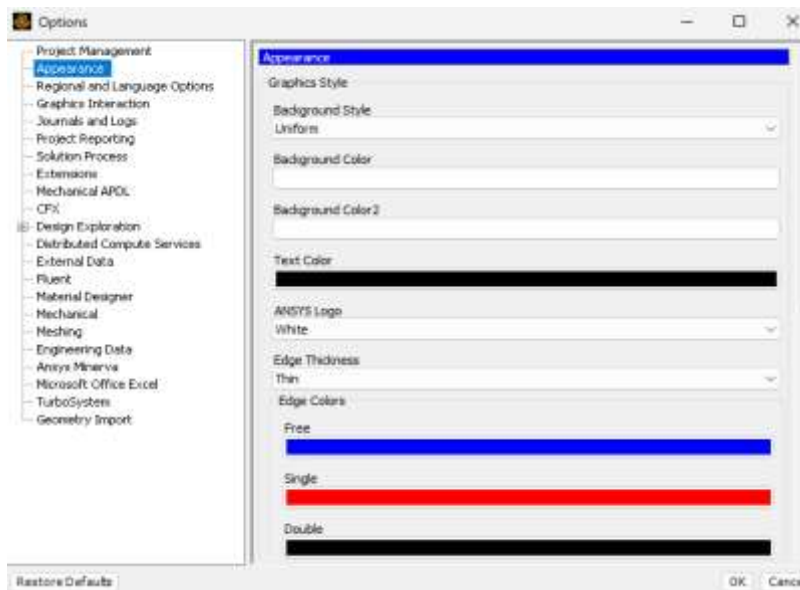 Options
Project Management
Appearance
Regional and Language Options
Graphics Interaction
Journals and Logs
Project Reporting
Solution Process
Extensions
Mechanical APDL
CFX
Design Exploration
Distributed Compute Services
External Data
Fluent
Material Designer
Mechanical
Meshing
Engineering Data
Ansys Minerva
Microsoft Office Excel
TurboSystem
Geometry Import
Appearance
Graphics Style
Background Style
Uniform
Background Color
Background Color2
Text Color
ANSYS Logo
White
Edge Thickness
Thin
Edge Colors
Free
Single
Double
Restore Defaults
OK
Cance